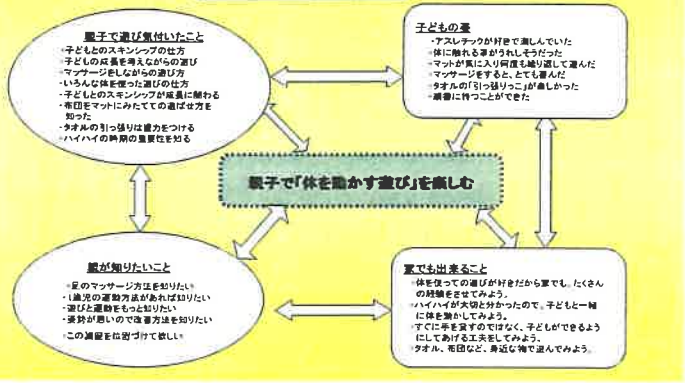 親子で遊び気付いたこと
・子どもとのスキンシップの仕方
・子どもの成長を考えながらの遊び
・マッサージをしながらの遊び方
・いろんな体を使った遊びの仕方
・子どもとのスキンシップが成長に関わる
・布団をマットにみたてての遊ばせ方を
知った
・タオルの引っ張りは握力をつける
・ハイハイの時期の重要性を知る
子どもの姿
・アスレチックが好きで楽しんでいた
・体に触れる事がうれしそうだった
・マットが気に入り何度も繰り返して遊んだ
・マッサージをすると、とても喜んだ
・タオルの「引っ張りっこ」が楽しかった
・順番に待つことができた
親子で「体を動かす遊び」を楽しむ
親が知りたいこと
・足のマッサージ方法を知りたい
・1歳児の運動方法があれば知りたい
・遊びと運動をもっと知りたい
・姿勢が悪いので改善方法を知りたい
・この講座を位置づけて欲しい
家でも出来ること
・体を使っての遊びが好きだから家でも、たくさん
の経験をさせてみよう。
・ハイハイが大切と分かったので、子どもと一緒
に体を動かしてみよう。
・すぐに手を貸すのではなく、子どもができるよう
にしてあげる工夫をしてみよう。
・タオル、布団など、身近な物で遊んでみよう。